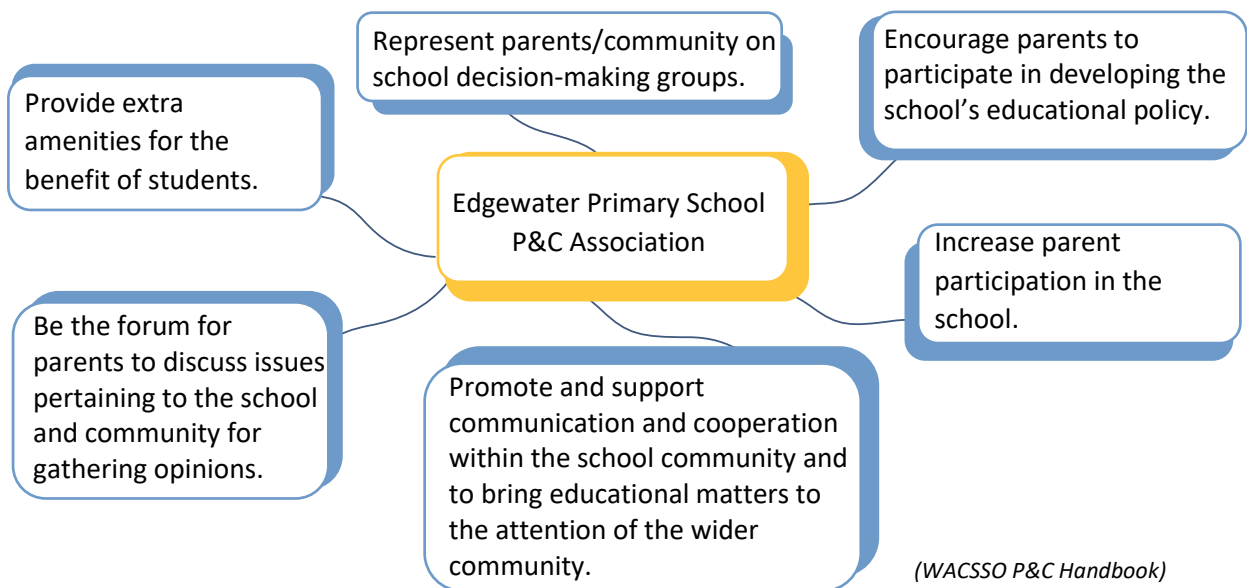 Represent parents/community on
school decision-making groups.
Encourage parents to
participate in developing the
school’s educational policy.
Provide extra
amenities for the
benefit of students.
Edgewater Primary School
P&C Association
Increase parent
participation in the
school.
Be the forum for
parents to discuss issues
pertaining to the school
and community for
gathering opinions.
Promote and support
communication and cooperation
within the school community and
to bring educational matters to
the attention of the wider
community.
(WACSSO P&C Handbook)